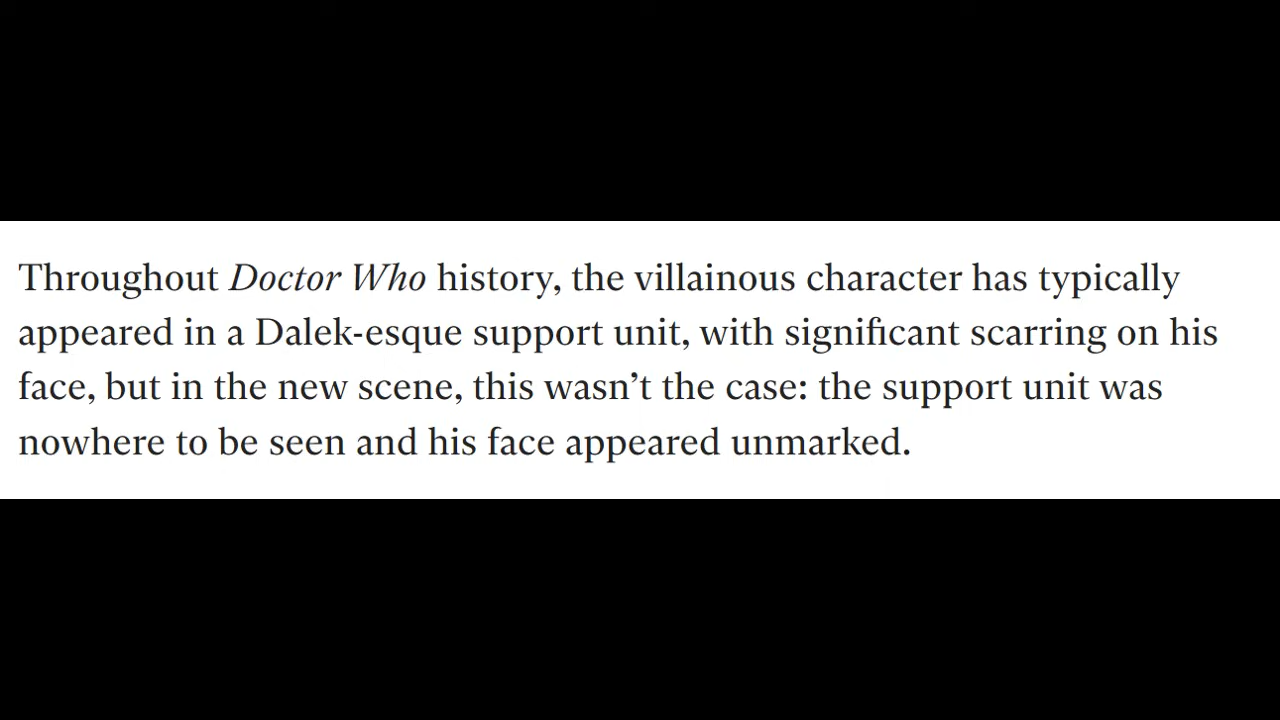 Throughout Doctor Who history, the villainous character has typically
appeared in a Dalek-esque support unit, with significant scarring on his
face, but in the new scene, this wasn’t the case: the support unit was
nowhere to be seen and his face appeared unmarked.